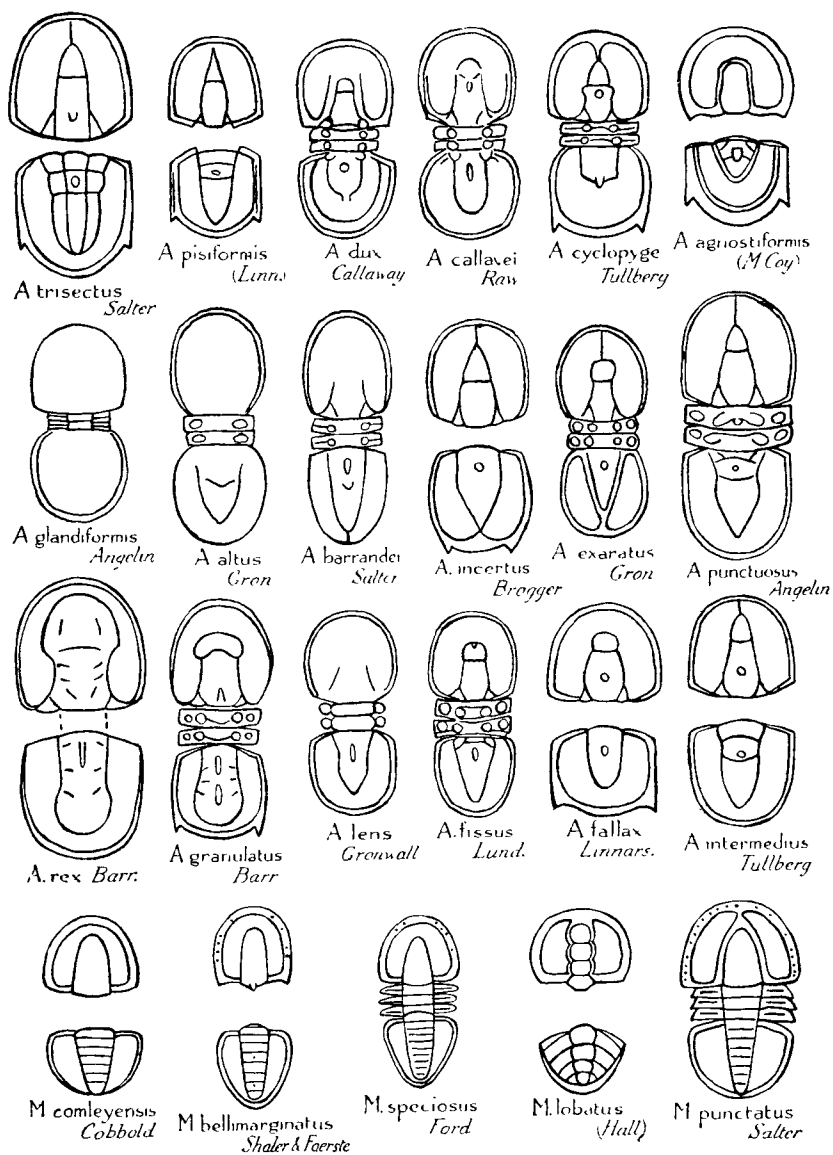 A trisectus
Salter
A pisiformis
(Linn.)
A dux
Callaway
A callavei
Raw
A cyclopyge
Tullberg
A agnostiformis
(M Coy)
A glandiformis
Angelin
A altus
Gron
A barrandei
Salter
A. incertus
Brogger
A exaratus
Gron
A punctuosus
Angelin
A. rex Barr.
A granulatus
Barr
A lens
Gronwall
A. fissus
Lund.
A fallax
Linnars.
A intermedius
Tullberg
M comleyensis
Cobbold
M bellimarginatus
Shaler & Foerste
M. speciosus
Ford
M. lobatus
(Hall)
M punctatus
Salter